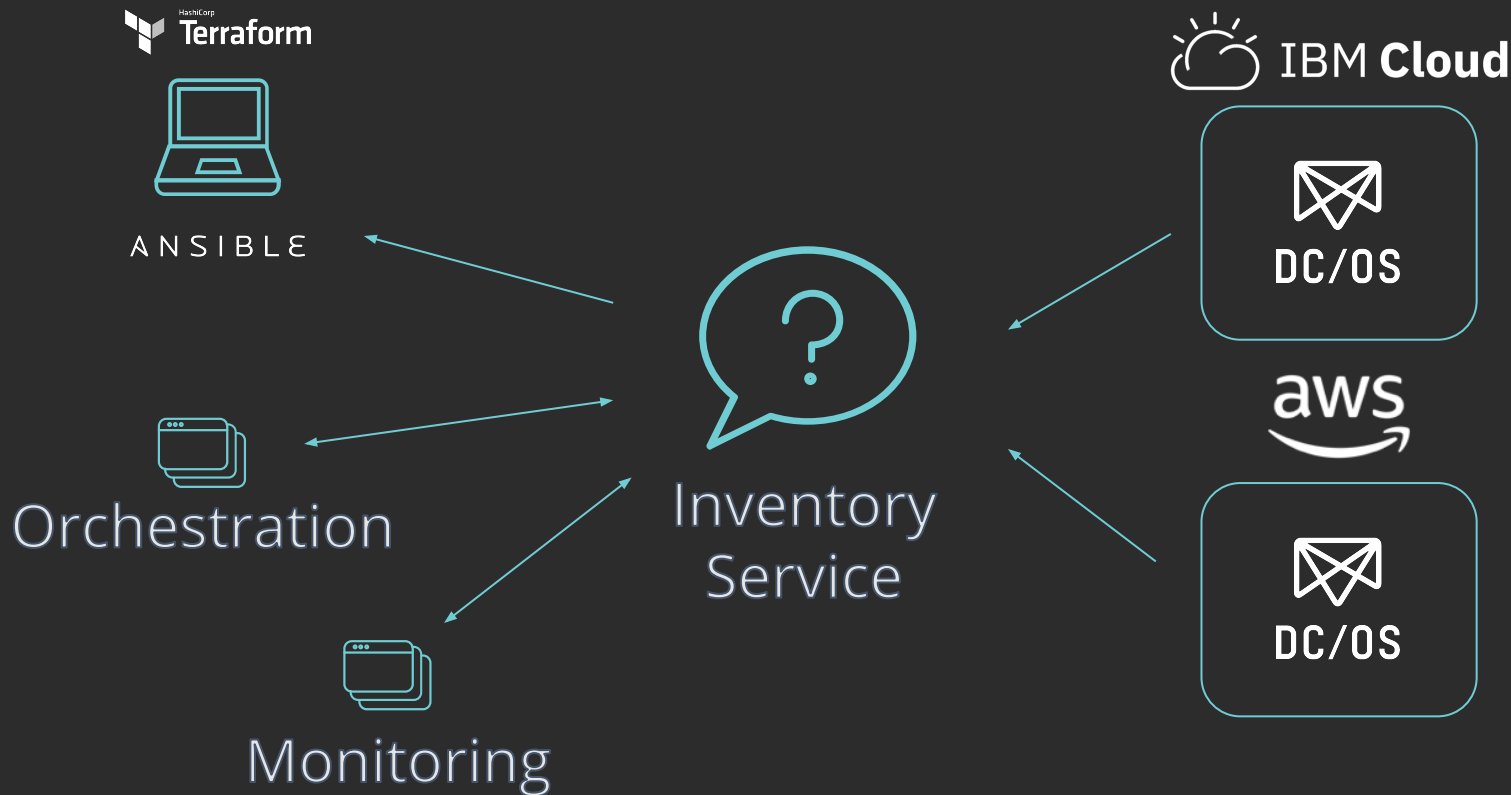 HashiCorp
Terraform
ANSIBLE
Orchestration
Monitoring
?
Inventory
Service
IBM Cloud
DC/OS
aws
DC/OS